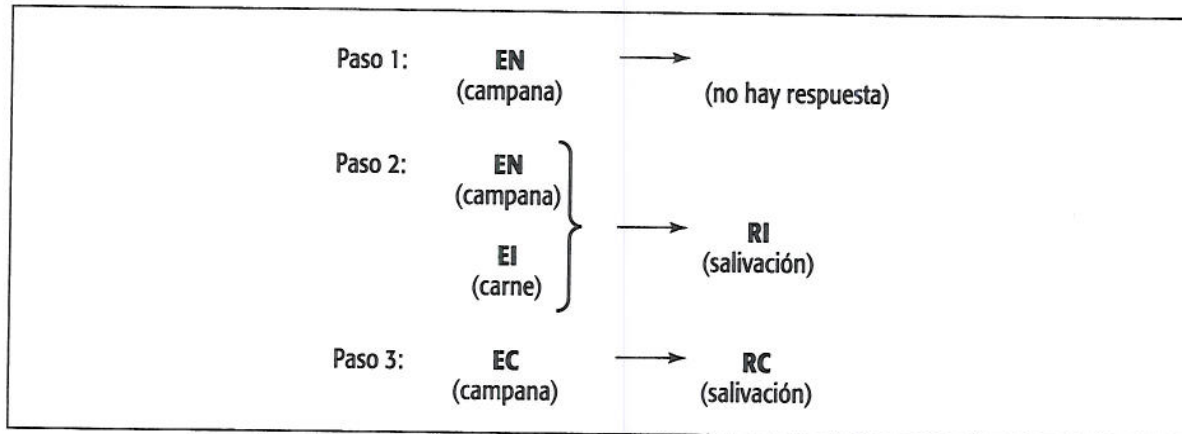 Paso 1: EN
(campana) (no hay respuesta)
Paso 2: EN
(campana)
RI
EI (salivación)
(carne)
Paso 3: EC RC
(campana) (salivación)